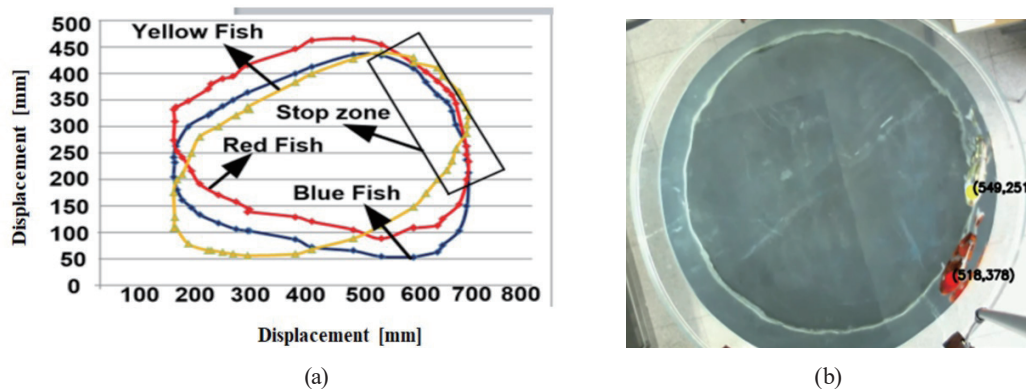 500
450
400
350
300
250
200
150
100
50
0
Displacement [mm]
Yellow Fish
Stop zone
Red Fish
Blue Fish
100 200 300 400 500 600 700 800
Displacement [mm]
(a)
(549,251
(518,378)
(b)